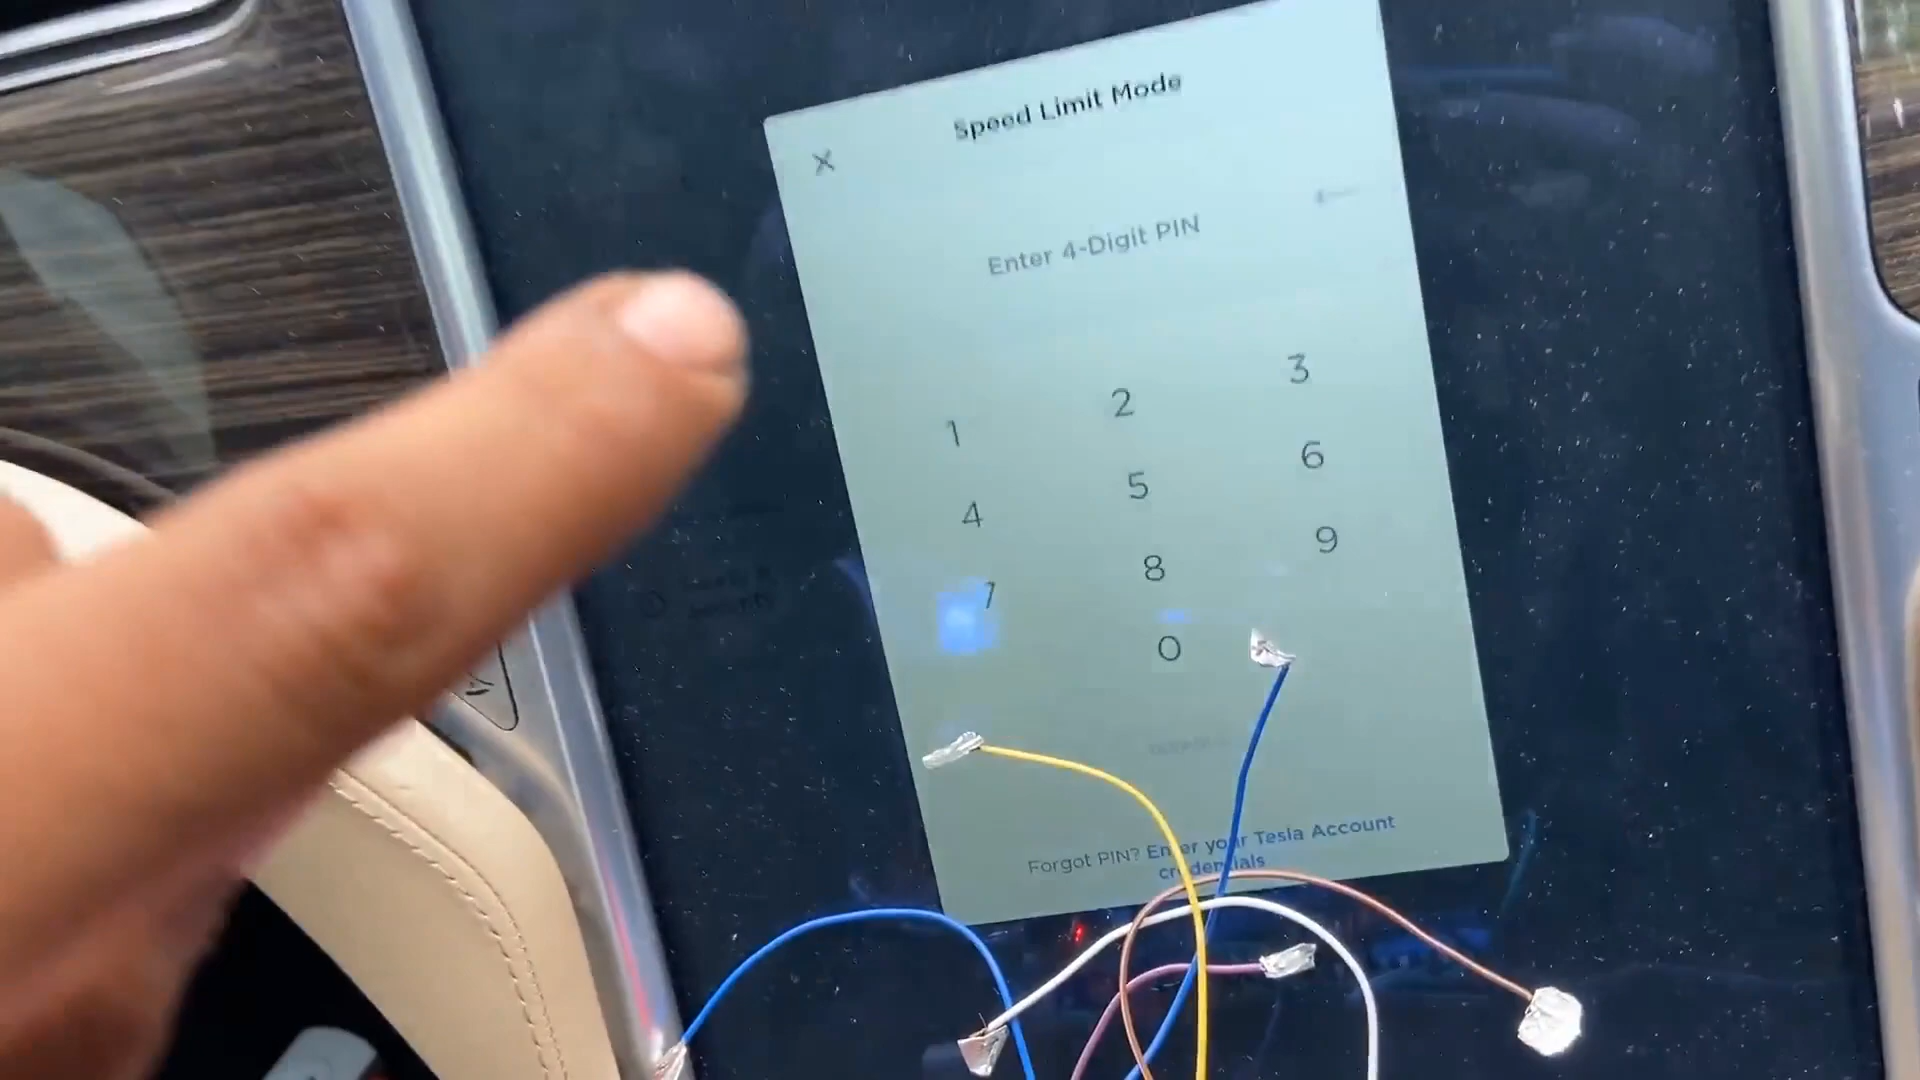 Speed Limit Mode
X
Enter 4-Digit PIN
1 2 3
4 5 6
7 8 9
0
Forgot PIN? Enter your Tesla Account
credentials